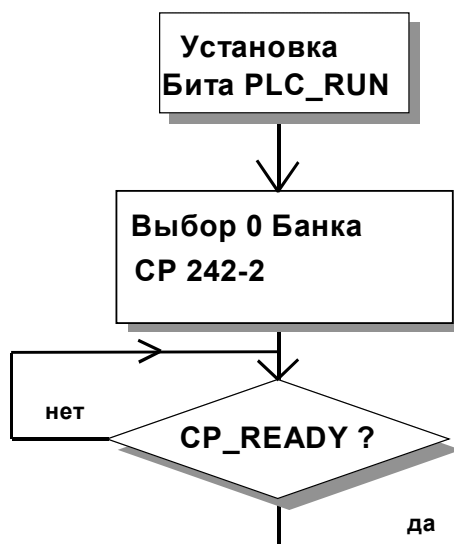 Установка
Бита PLC_RUN
Выбор 0 Банка
CP 242-2
нет
CP_READY ?
да